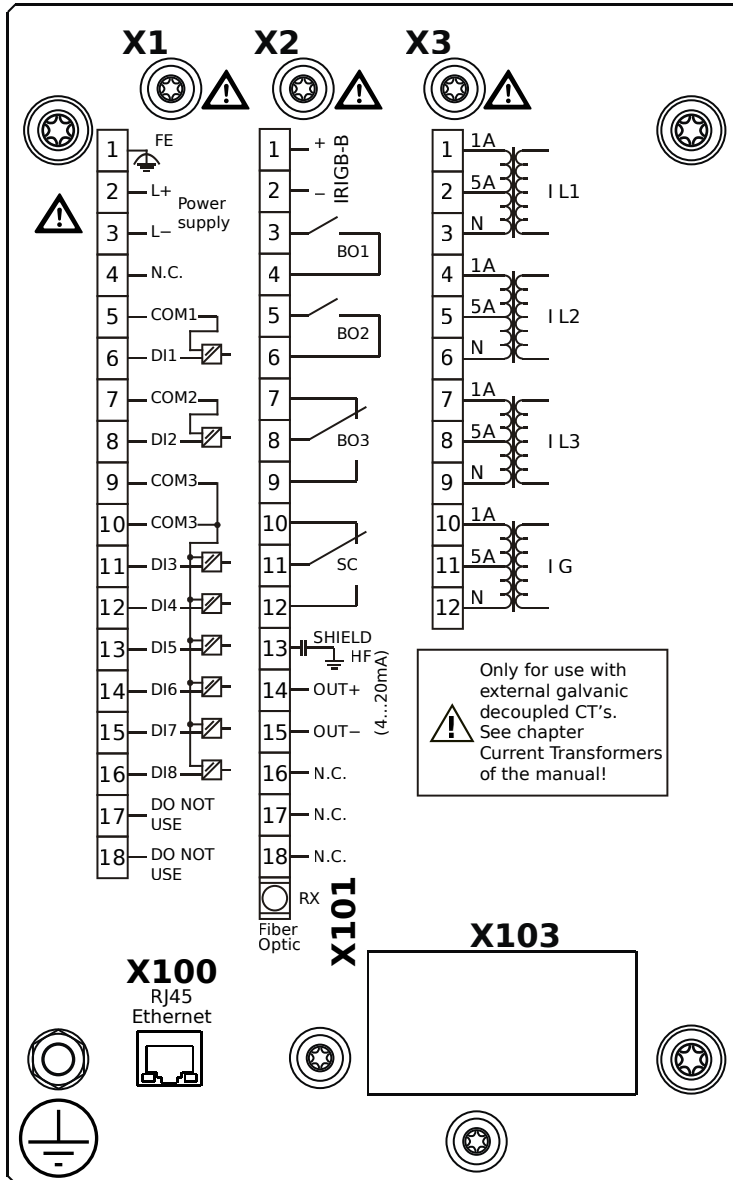 X1
1 FE
2 L+
Power
supply
3 L−
4 N.C.
5 COM1
6 DI1
7 COM2
8 DI2
9 COM3
10 COM3
11 DI3
12 DI4
13 DI5
14 DI6
15 DI7
16 DI8
17 DO NOT
USE
18 DO NOT
USE
X2
1 +
2 −
IRIGB-B
3
4
BO1
5
6
BO2
7
8 BO3
9
10
11 SC
12
13 SHIELD
HF
14 OUT+
15 OUT−
(4...20mA)
16 N.C.
17 N.C.
18 N.C.
RX
Fiber
Optic
X101
X3
1 1A
2 5A I L1
3 N
4 1A
5 5A I L2
6 N
7 1A
8 5A I L3
9 N
10 1A
11 5A I G
12 N
Only for use with
external galvanic
decoupled CT's.
See chapter
Current Transformers
of the manual!
X100
RJ45
Ethernet
X103